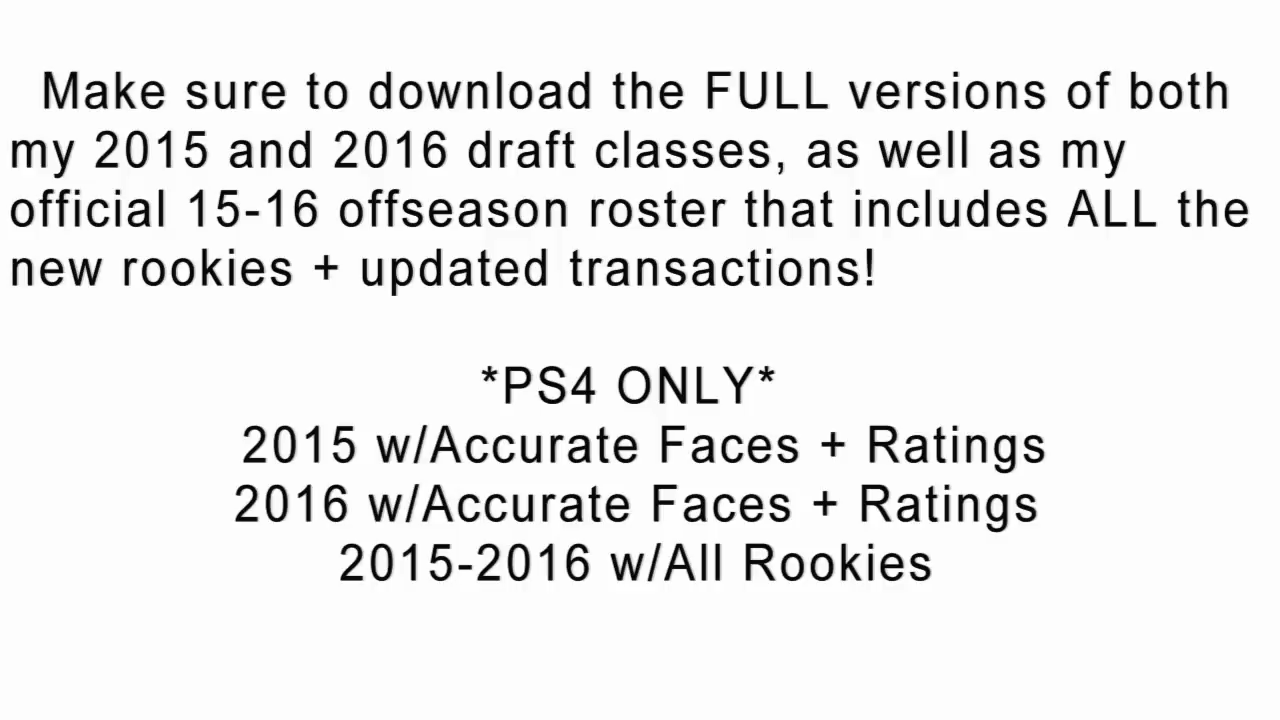 Make sure to download the FULL versions of both
my 2015 and 2016 draft classes, as well as my
official 15-16 offseason roster that includes ALL the
new rookies + updated transactions!
*PS4 ONLY*
2015 w/Accurate Faces + Ratings
2016 w/Accurate Faces + Ratings
2015-2016 w/All Rookies